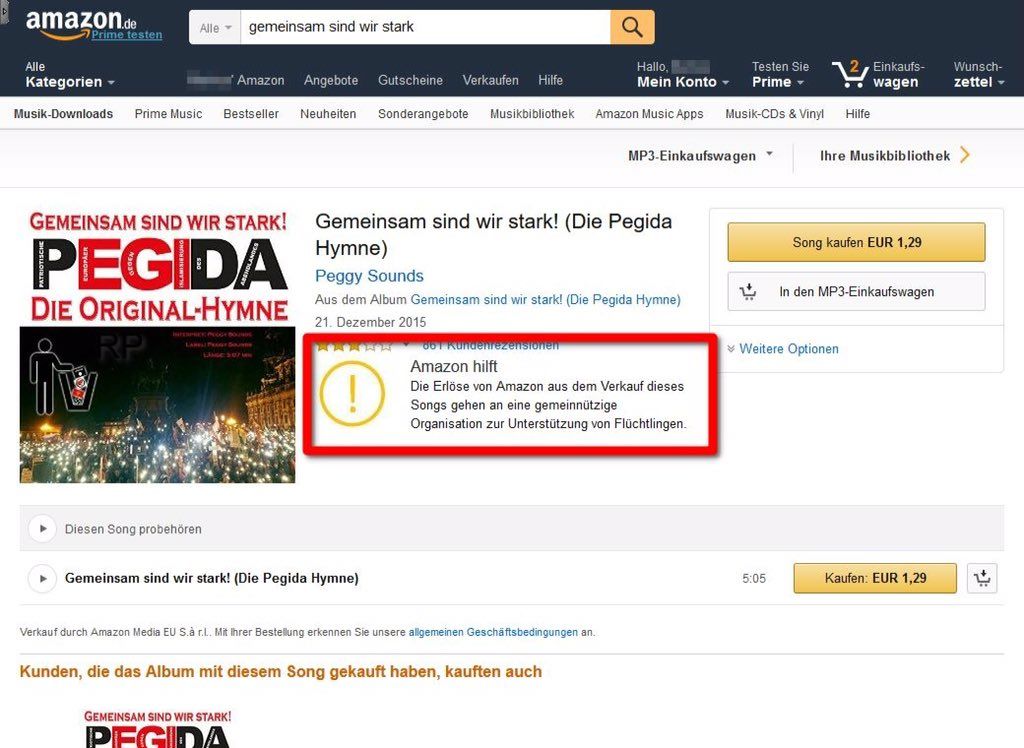 amazon.de
Prime testen
Alle
gemeinsam sind wir stark
Alle
Kategorien
Amazon
Angebote
Gutscheine
Verkaufen
Hilfe
Hallo,
Mein Konto
Testen Sie
Prime
2
Einkaufs-
wagen
Wunsch-
zettel
Musik-Downloads
Prime Music
Bestseller
Neuheiten
Sonderangebote
Musikbibliothek
Amazon Music Apps
Musik-CDs & Vinyl
Hilfe
MP3-Einkaufswagen
Ihre Musikbibliothek
GEMEINSAM SIND WIR STARK!
PEGIDA
PATRIOTISCHE
EUROPÄER
GEGEN
ISLAMISIERUNG
DES
ABENDLANDES
DIE ORIGINAL-HYMNE
RP
INTERPRET: PEGGY SOUNDS
LABEL: PEGGY SOUNDS
LÄNGE: 5:07 MIN
Gemeinsam sind wir stark! (Die Pegida
Hymne)
Peggy Sounds
Aus dem Album Gemeinsam sind wir stark! (Die Pegida Hymne)
21. Dezember 2015
861 Kundenrezensionen
Amazon hilft
Die Erlöse von Amazon aus dem Verkauf dieses
Songs gehen an eine gemeinnützige
Organisation zur Unterstützung von Flüchtlingen.
Song kaufen EUR 1,29
In den MP3-Einkaufswagen
Weitere Optionen
Diesen Song probehören
Gemeinsam sind wir stark! (Die Pegida Hymne)
5:05
Kaufen: EUR 1,29
Verkauf durch Amazon Media EU S.à r.l.. Mit Ihrer Bestellung erkennen Sie unsere allgemeinen Geschäftsbedingungen an.
Kunden, die das Album mit diesem Song gekauft haben, kauften auch
GEMEINSAM SIND WIR STARK!
PEGIDA